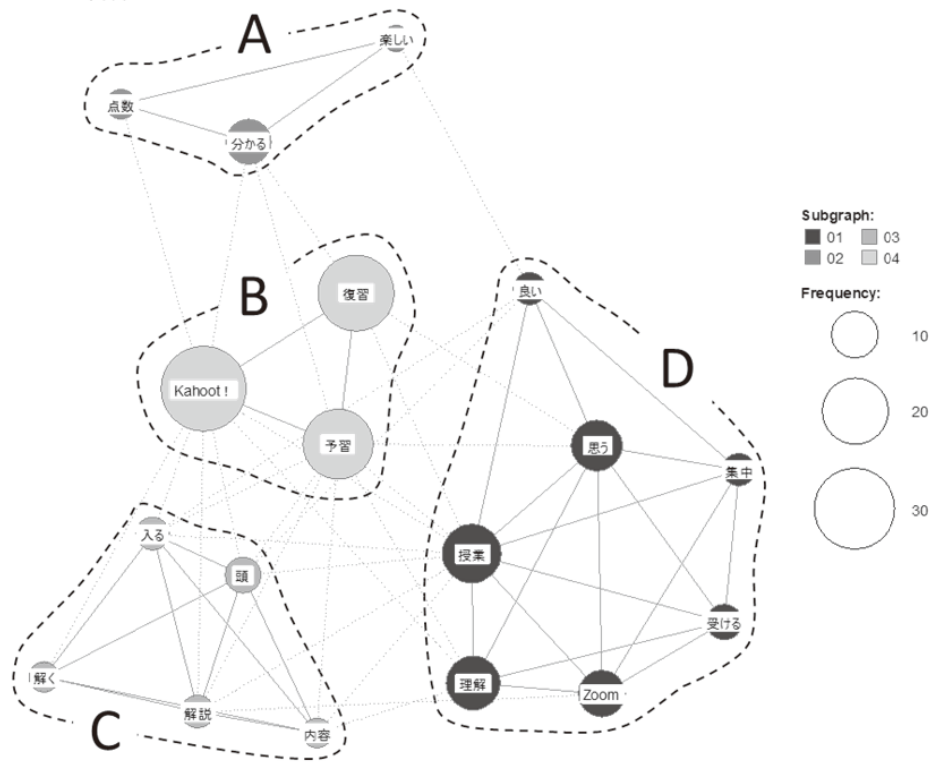 A
楽しい
点数
分かる
B
復習
Kahoot！
予習
D
良い
思う
集中
授業
受ける
理解
Zoom
C
入る
頭
解く
解説
内容
Subgraph:
01 03
02 04
Frequency:
10
20
30